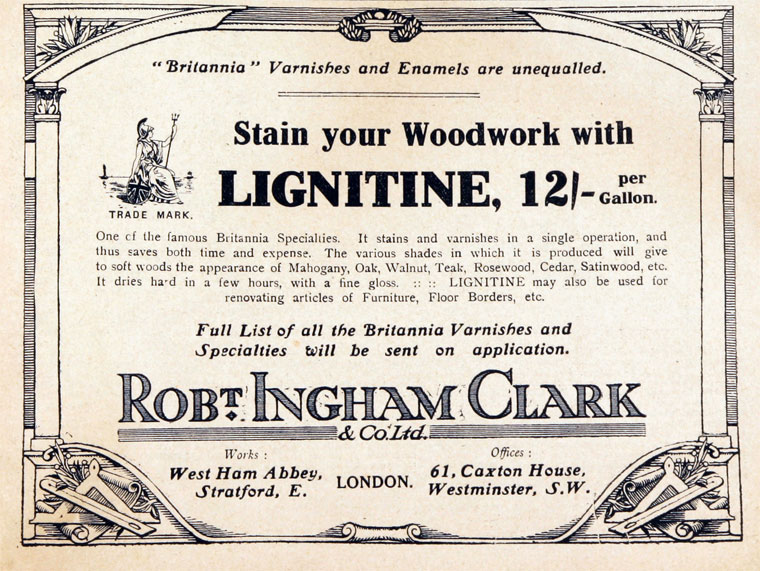 “Britannia” Varnishes and Enamels are unequalled.
Stain your Woodwork with
LIGNITINE, 12/- per Gallon.
TRADE MARK.
One of the famous Britannia Specialties. It stains and varnishes in a single operation, and
thus saves both time and expense. The various shades in which it is produced will give
to soft woods the appearance of Mahogany, Oak, Walnut, Teak, Rosewood, Cedar, Satinwood, etc.
It dries hard in a few hours, with a fine gloss. :: :: LIGNITINE may also be used for
renovating articles of Furniture, Floor Borders, etc.
Full List of all the Britannia Varnishes and
Specialties will be sent on application.
ROBT. INGHAM CLARK
& Co. Ltd.
Works :
West Ham Abbey,
Stratford, E.
LONDON.
Offices :
61, Caxton House,
Westminster, S.W.